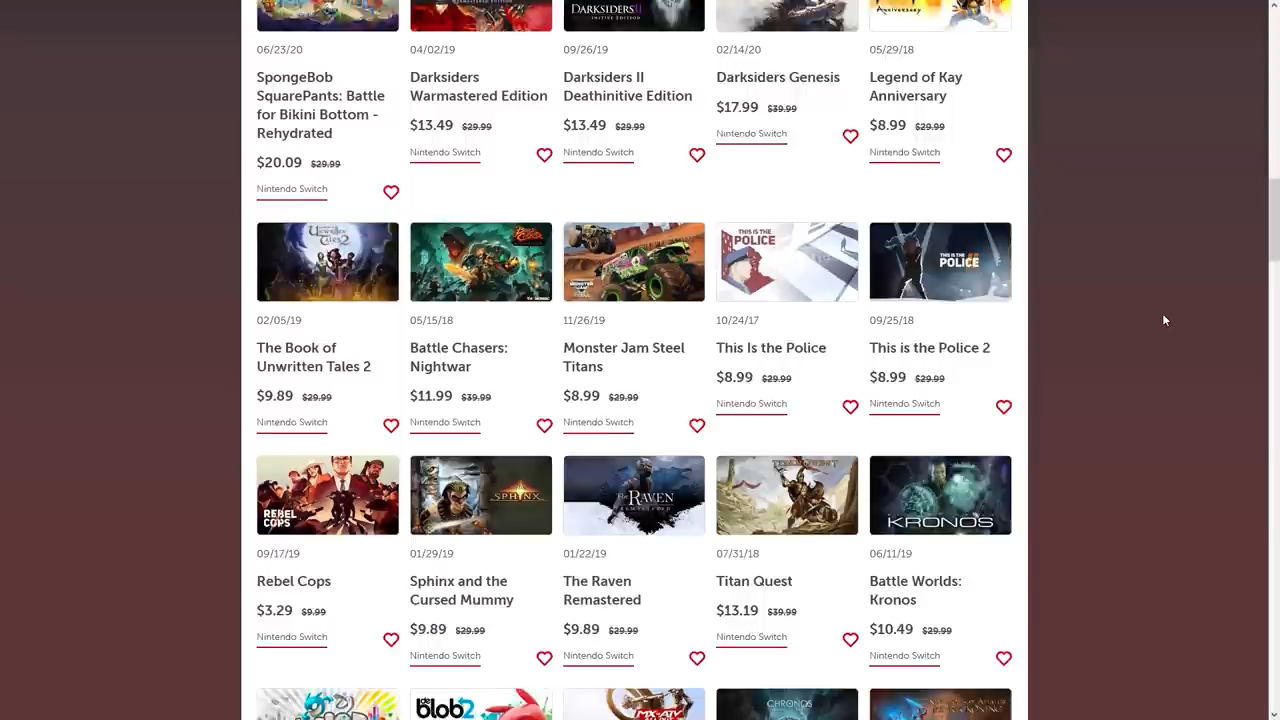 DARKSIDERS II
Anniversary
06/23/20
04/02/19
09/26/19
02/14/20
05/29/18
SpongeBob
SquarePants: Battle
for Bikini Bottom -
Rehydrated
Darksiders
Warmastered Edition
Darksiders II
Deathinitive Edition
Darksiders Genesis
Legend of Kay
Anniversary
$20.09 $29.99
$13.49 $29.99
$13.49 $29.99
$17.99 $39.99
$8.99 $29.99
Nintendo Switch
Nintendo Switch
Nintendo Switch
Nintendo Switch
Nintendo Switch
UNWRITTEN
TALES 2
MONSTER JAM
THIS IS THE
POLICE
THIS IS THE
POLICE
02/05/19
05/15/18
11/26/19
10/24/17
09/25/18
The Book of
Unwritten Tales 2
Battle Chasers:
Nightwar
Monster Jam Steel
Titans
This Is the Police
This is the Police 2
$9.89 $29.99
$11.99 $39.99
$8.99 $29.99
$8.99 $29.99
$8.99 $29.99
Nintendo Switch
Nintendo Switch
Nintendo Switch
Nintendo Switch
Nintendo Switch
REBEL
COPS
SPHINX
The RAVEN
REMASTERED
TITAN QUEST
KRONOS
09/17/19
01/29/19
01/22/19
07/31/18
06/11/19
Rebel Cops
Sphinx and the
Cursed Mummy
The Raven
Remastered
Titan Quest
Battle Worlds:
Kronos
$3.29 $9.99
$9.89 $29.99
$9.89 $29.99
$13.19 $39.99
$10.49 $29.99
Nintendo Switch
Nintendo Switch
Nintendo Switch
Nintendo Switch
Nintendo Switch
de
blob2
CHRONOS